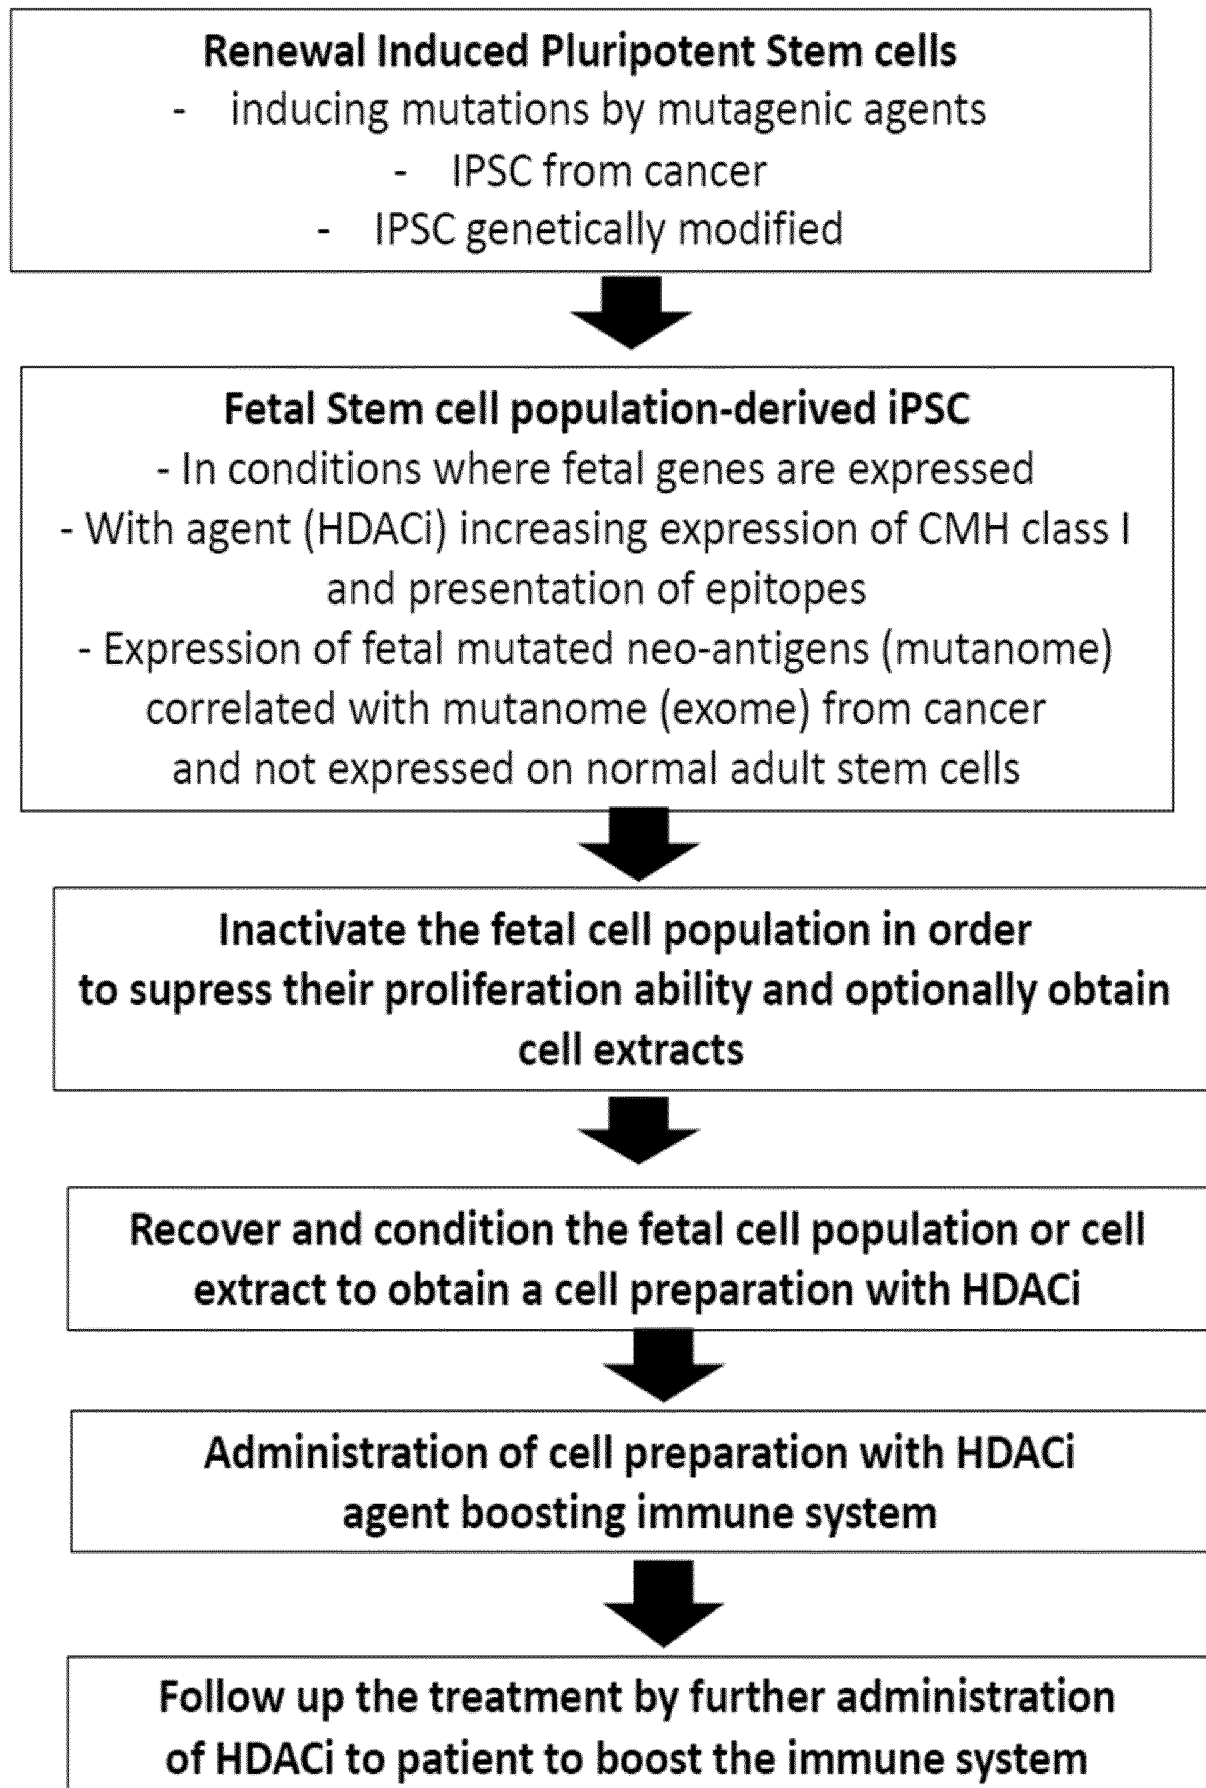 Renewal Induced Pluripotent Stem cells
- inducing mutations by mutagenic agents
- IPSC from cancer
- IPSC genetically modified
Fetal Stem cell population-derived iPSC
- In conditions where fetal genes are expressed
- With agent (HDACi) increasing expression of CMH class I
and presentation of epitopes
- Expression of fetal mutated neo-antigens (mutanome)
correlated with mutanome (exome) from cancer
and not expressed on normal adult stem cells
Inactivate the fetal cell population in order
to supress their proliferation ability and optionally obtain
cell extracts
Recover and condition the fetal cell population or cell
extract to obtain a cell preparation with HDACi
Administration of cell preparation with HDACi
agent boosting immune system
Follow up the treatment by further administration
of HDACi to patient to boost the immune system